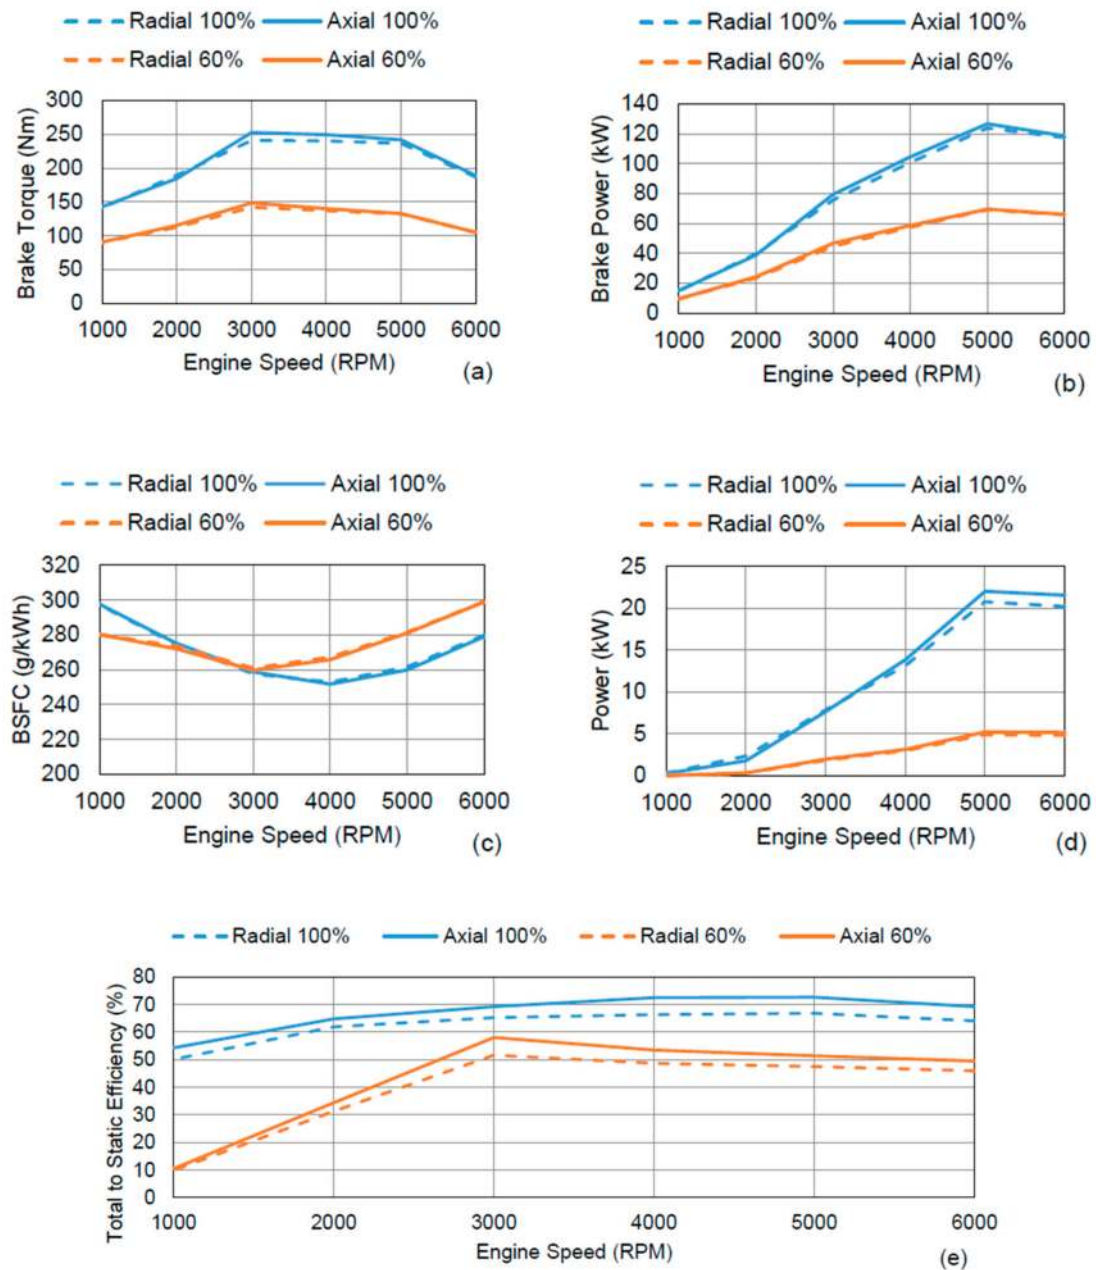 Radial 100% Axial 100%
Radial 60% Axial 60%
300
250
200
150
100
50
0
Brake Torque (Nm)
1000 2000 3000 4000 5000 6000
Engine Speed (RPM)
(a)
Radial 100% Axial 100%
Radial 60% Axial 60%
140
120
100
80
60
40
20
0
Brake Power (kW)
1000 2000 3000 4000 5000 6000
Engine Speed (RPM)
(b)
Radial 100% Axial 100%
Radial 60% Axial 60%
320
300
280
260
240
220
200
BSFC (g/kWh)
1000 2000 3000 4000 5000 6000
Engine Speed (RPM)
(c)
Radial 100% Axial 100%
Radial 60% Axial 60%
25
20
15
10
5
0
Power (kW)
1000 2000 3000 4000 5000 6000
Engine Speed (RPM)
(d)
Radial 100% Axial 100% Radial 60% Axial 60%
80
70
60
50
40
30
20
10
0
Total to Static Efficiency (%)
1000 2000 3000 4000 5000 6000
Engine Speed (RPM)
(e)